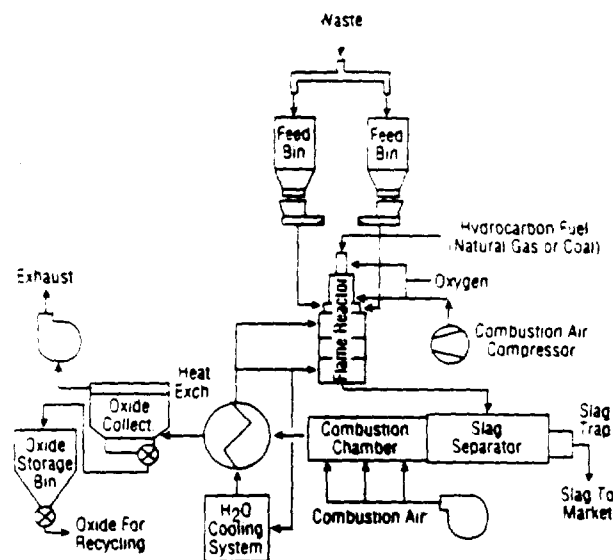 Waste
Feed
Bin
Feed
Bin
Hydrocarbon Fuel
(Natural Gas or Coal)
Oxygen
Flame Reactor
Combustion Air
Compressor
Exhaust
Heat
Exch
Oxide
Collect
Oxide
Storage
Bin
Oxide For
Recycling
H2O
Cooling
System
Combustion
Chamber
Combustion Air
Slag
Separator
Slag
Trap
Slag To
Market